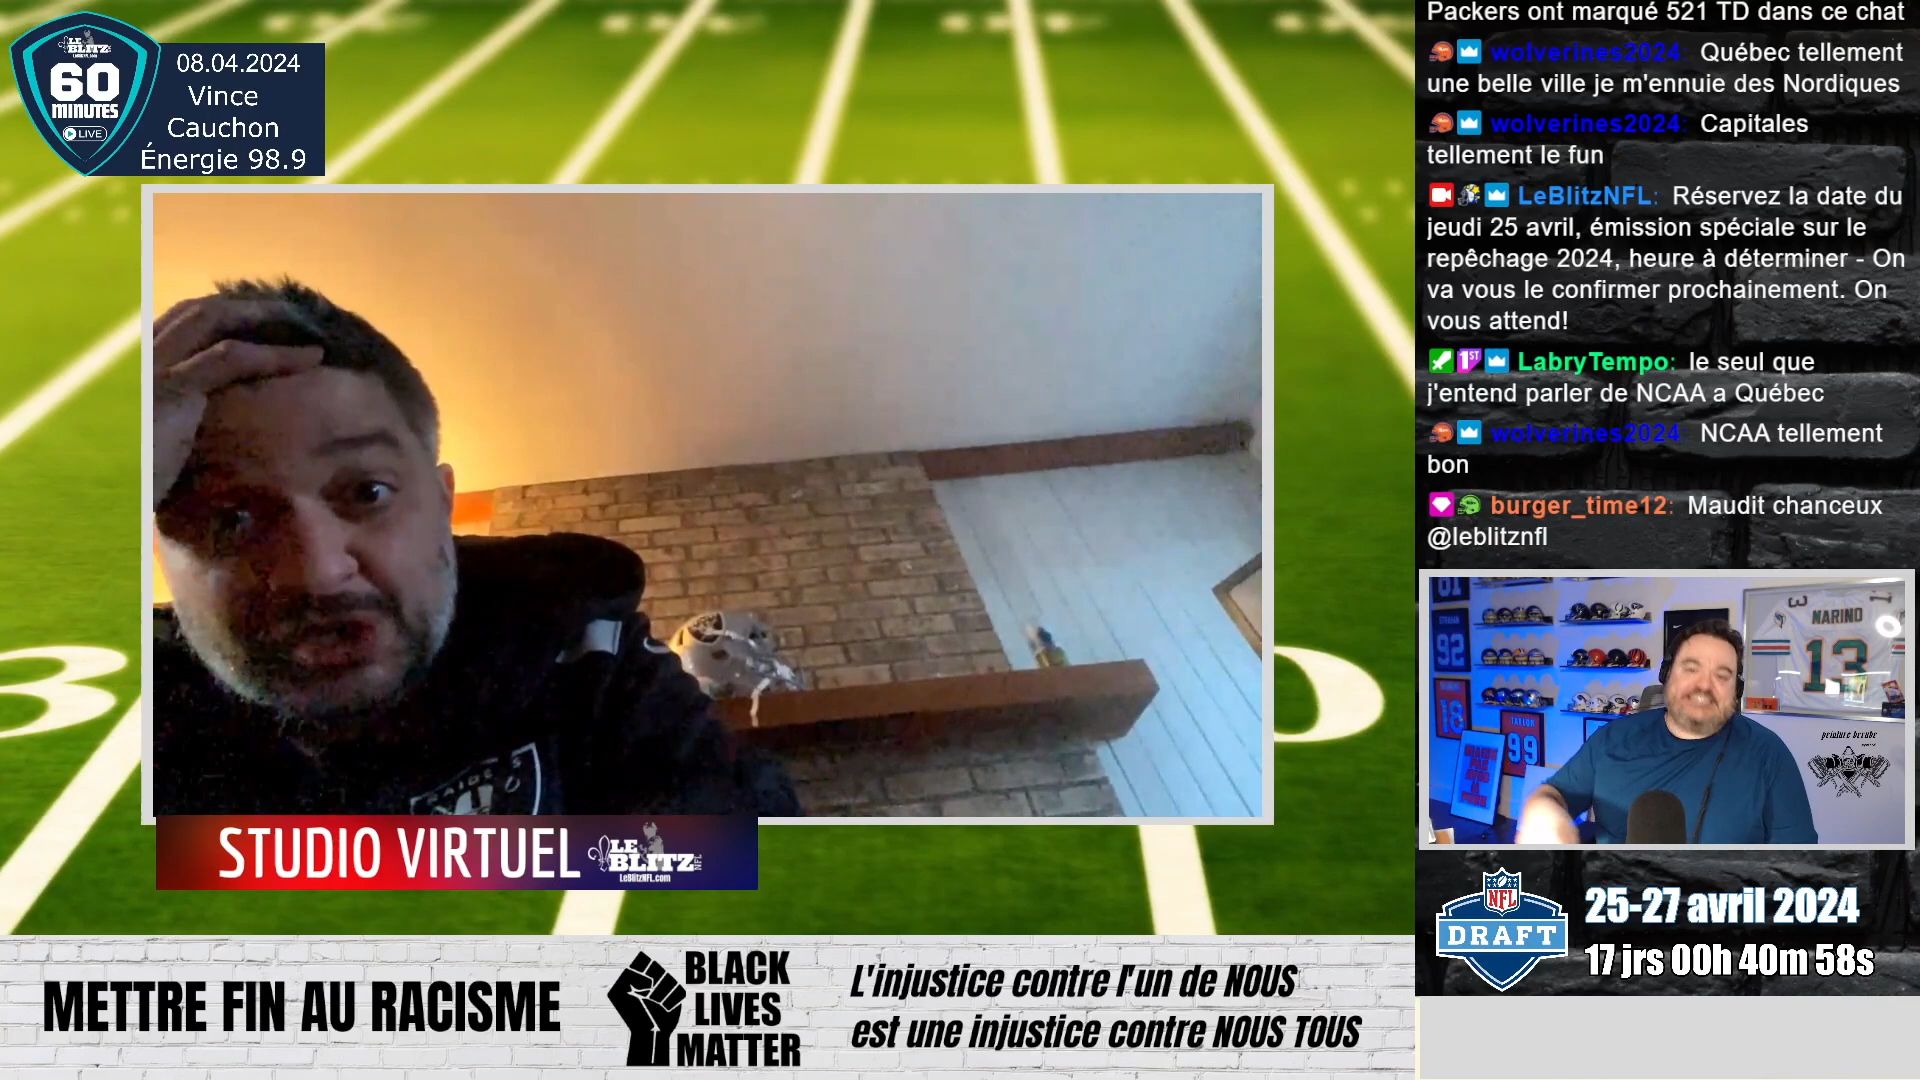 LE BLITZ
60
MINUTES
LIVE
08.04.2024
Vince
Cauchon
Énergie 98.9
STUDIO VIRTUEL
LE
BLITZ
NFL
LeBlitzNFL.com
METTRE FIN AU RACISME
BLACK
LIVES
MATTER
L'injustice contre l'un de NOUS
est une injustice contre NOUS TOUS
Packers ont marqué 521 TD dans ce chat
wolverines2024: Québec tellement
une belle ville je m'ennuie des Nordiques
wolverines2024: Capitales
tellement le fun
LeBlitzNFL: Réservez la date du
jeudi 25 avril, émission spéciale sur le
repêchage 2024, heure à déterminer - On
va vous le confirmer prochainement. On
vous attend!
1ST LabryTempo: le seul que
j'entend parler de NCAA a Québec
wolverines2024: NCAA tellement
bon
burger_time12: Maudit chanceux
@leblitznfl
92
TAYLOR
99
MARINO
13
peinture berube
NFL
DRAFT
25-27 avril 2024
17 jrs 00h 40m 58s